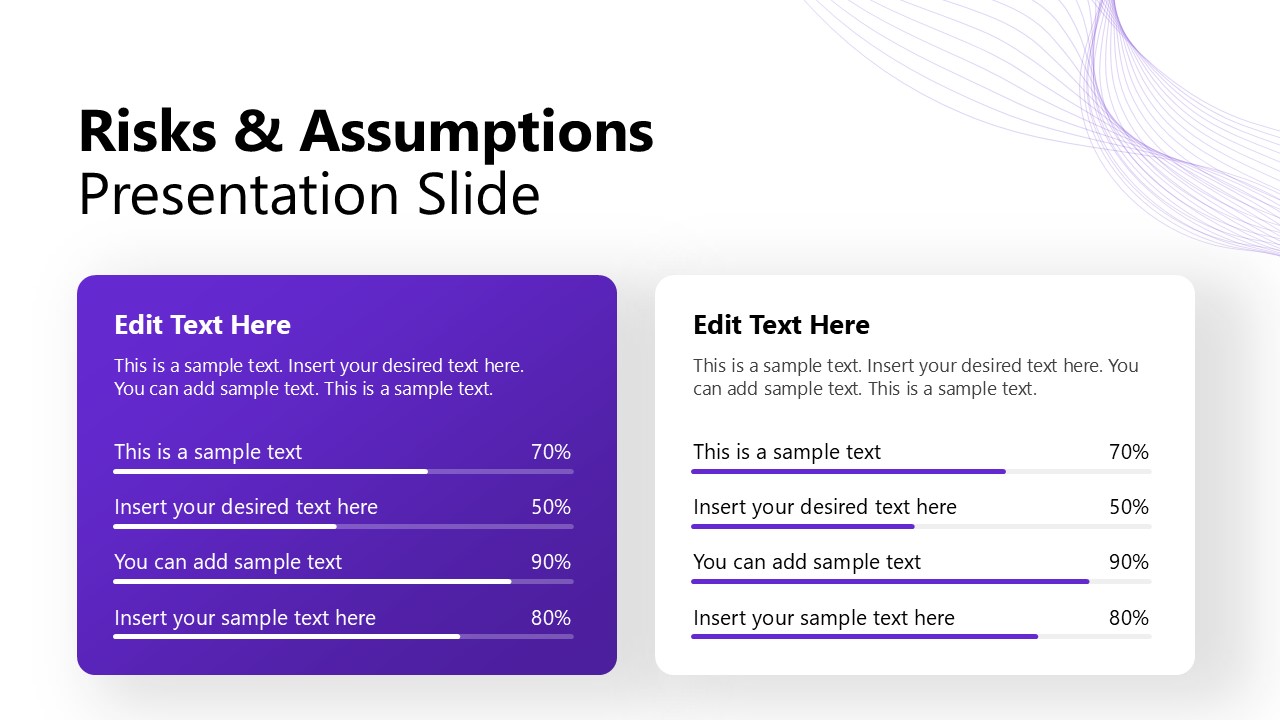 Risks & Assumptions
Presentation Slide
Edit Text Here
This is a sample text. Insert your desired text here.
You can add sample text. This is a sample text.
This is a sample text 70%
Insert your desired text here 50%
You can add sample text 90%
Insert your sample text here 80%
Edit Text Here
This is a sample text. Insert your desired text here. You
can add sample text. This is a sample text.
This is a sample text 70%
Insert your desired text here 50%
You can add sample text 90%
Insert your sample text here 80%